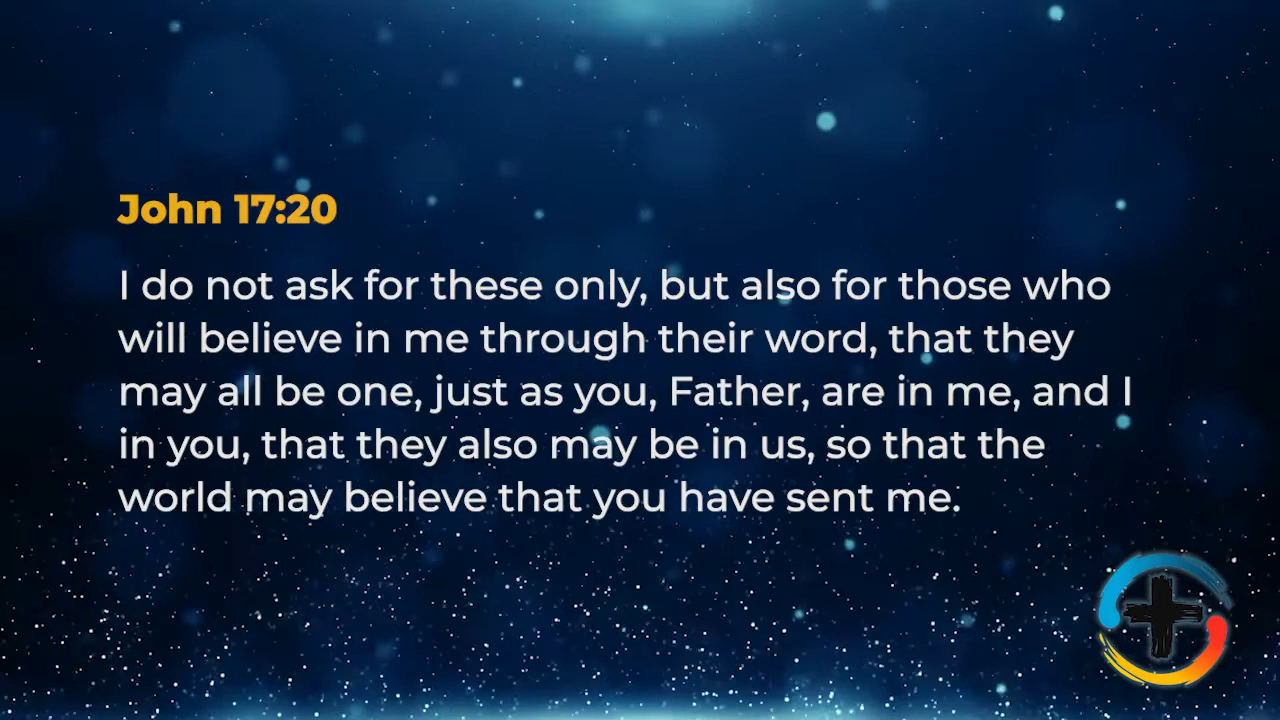 John 17:20
I do not ask for these only, but also for those who
will believe in me through their word, that they
may all be one, just as you, Father, are in me, and I
in you, that they also may be in us, so that the
world may believe that you have sent me.